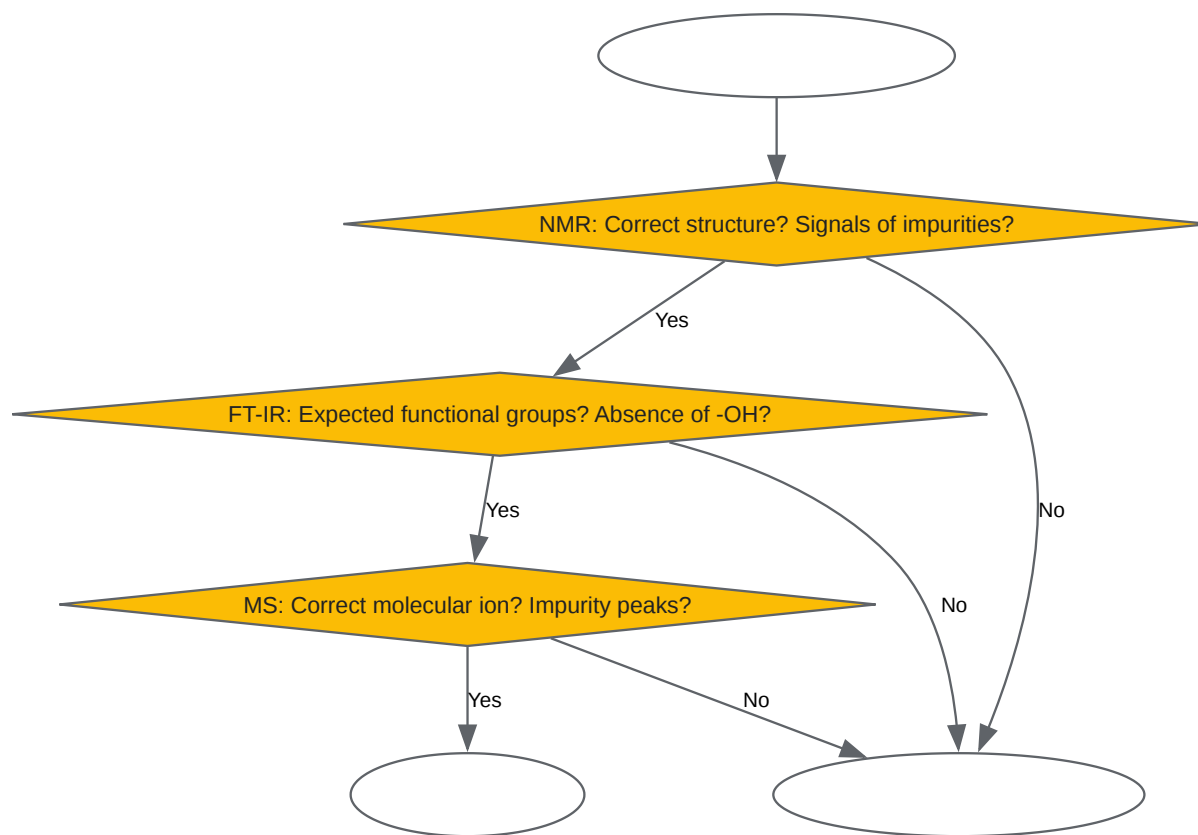 NMR: Correct structure? Signals of impurities?
Yes
FT-IR: Expected functional groups? Absence of -OH?
No
Yes
MS: Correct molecular ion? Impurity peaks?
No
Yes
No